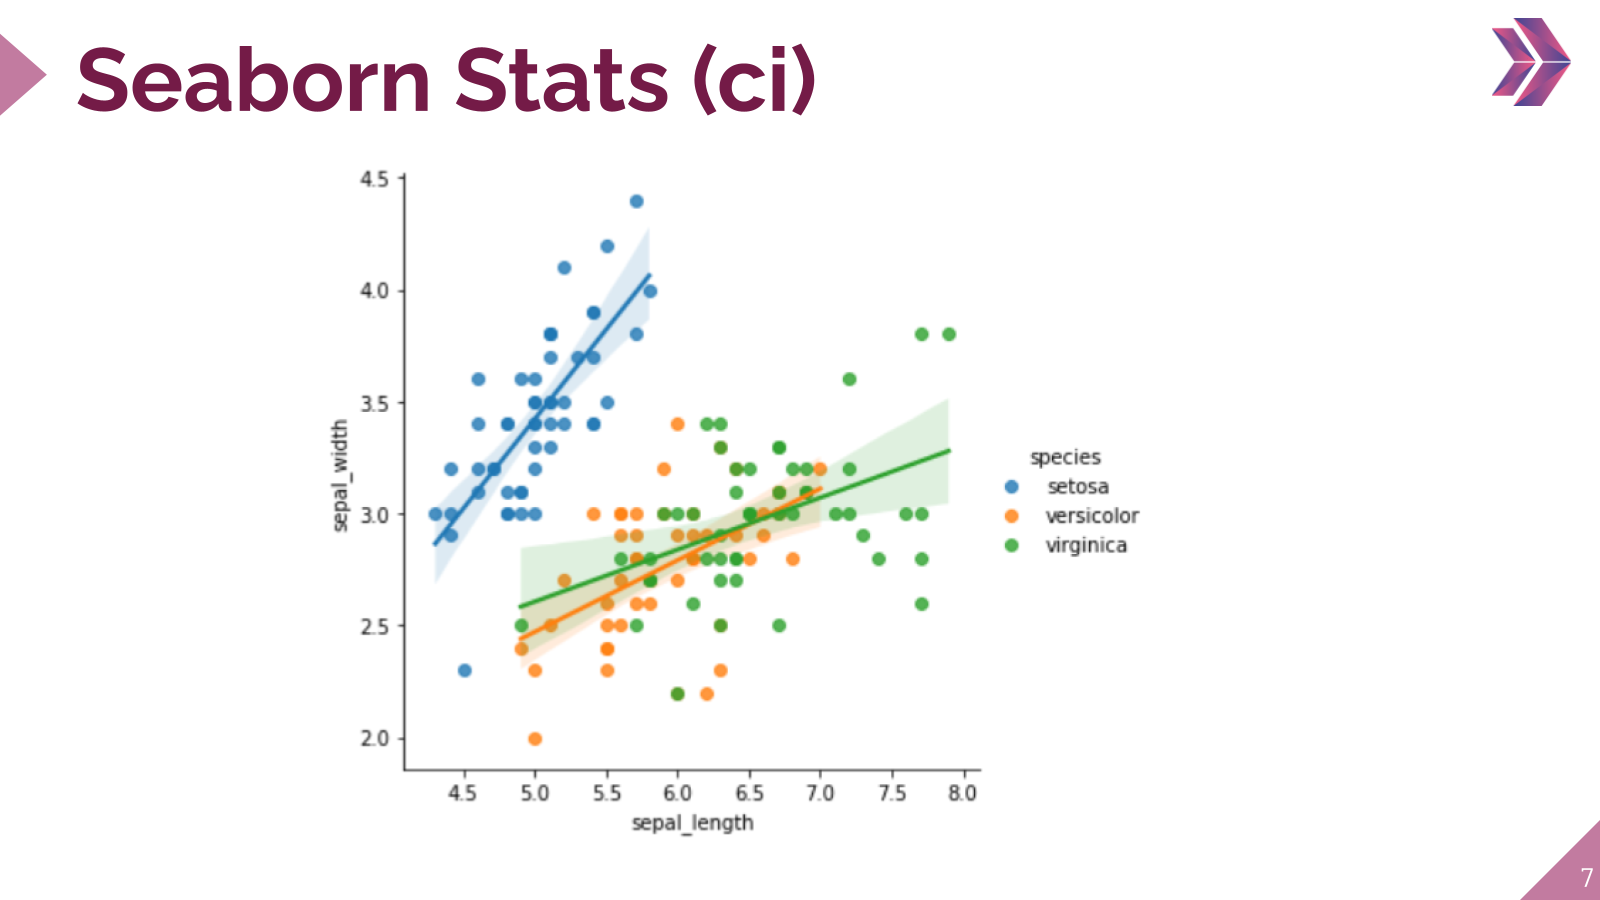 Seaborn Stats (ci)
4.5
4.0
3.5
3.0
2.5
2.0
sepal_width
4.5 5.0 5.5 6.0 6.5 7.0 7.5 8.0
sepal_length
species
setosa
versicolor
virginica
7